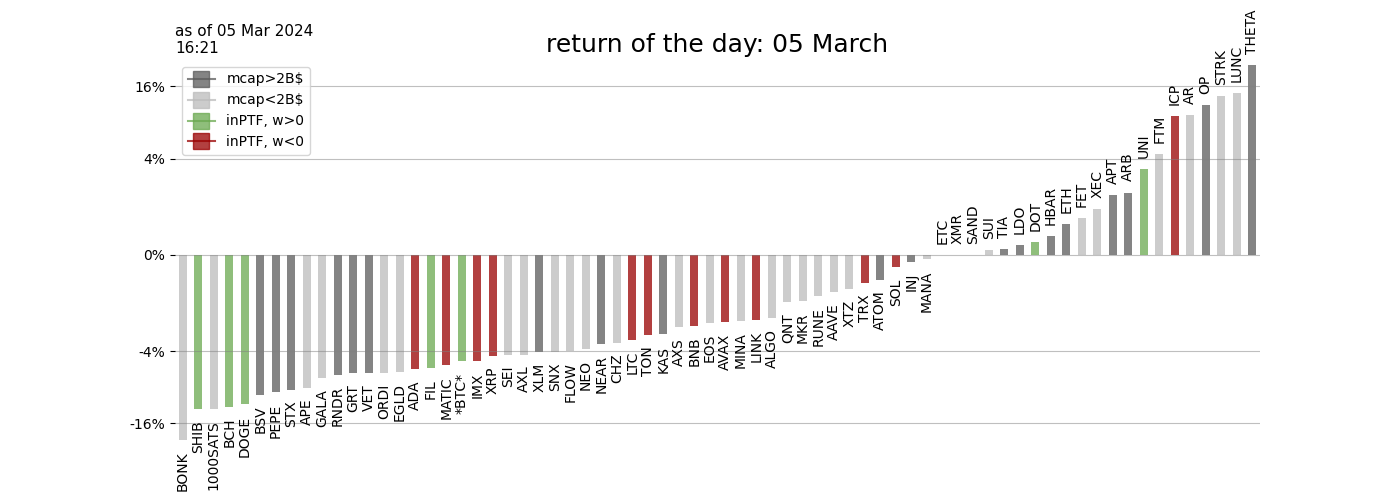 as of 05 Mar 2024
16:21
return of the day: 05 March
mcap>2B$
mcap<2B$
inPTF, w>0
inPTF, w<0
16%
4%
0%
-4%
-16%
BONK
SHIB
1000SATS
BCH
DOGE
BSV
PEPE
STX
APE
GALA
RNDR
GRT
VET
ORDI
EGLD
ADA
FIL
MATIC
*BTC*
IMX
XRP
SEI
AXL
XLM
SNX
FLOW
NEO
NEAR
CHZ
LTC
TON
KAS
AXS
BNB
EOS
AVAX
MINA
LINK
ALGO
QNT
MKR
RUNE
AAVE
XTZ
TRX
ATOM
SOL
INJ
MANA
ETC
XMR
SAND
SUI
TIA
LDO
DOT
HBAR
ETH
FET
XEC
APT
ARB
UNI
FTM
ICP
AR
OP
STRK
LUNC
THETA